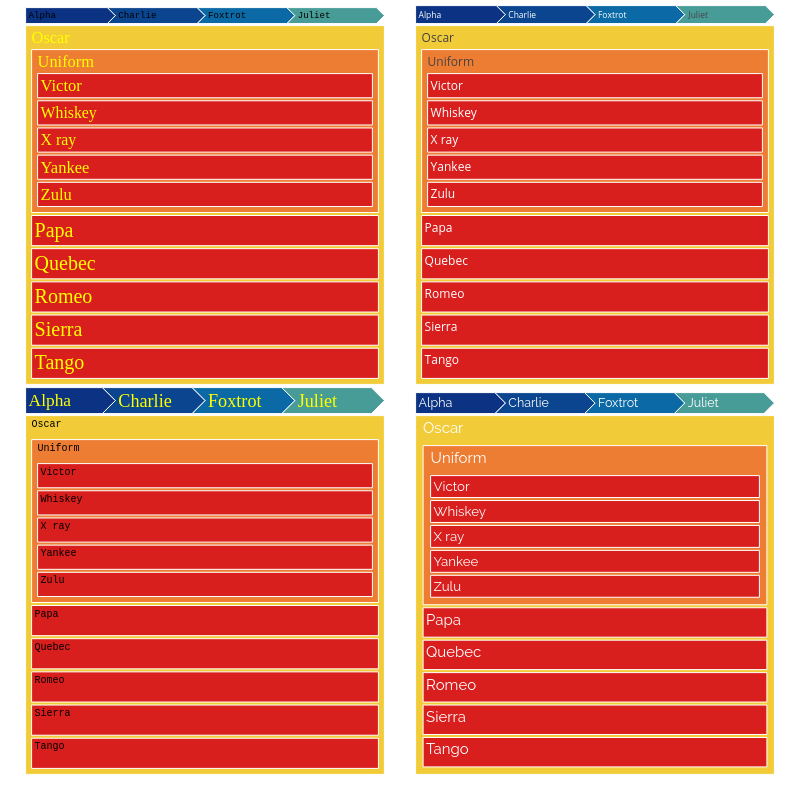 Alpha Charlie Foxtrot Juliet
Oscar
Uniform
Victor
Whiskey
X ray
Yankee
Zulu
Papa
Quebec
Romeo
Sierra
Tango
Alpha Charlie Foxtrot Juliet
Oscar
Uniform
Victor
Whiskey
X ray
Yankee
Zulu
Papa
Quebec
Romeo
Sierra
Tango
Alpha Charlie Foxtrot Juliet
Oscar
Uniform
Victor
Whiskey
X ray
Yankee
Zulu
Papa
Quebec
Romeo
Sierra
Tango
Alpha Charlie Foxtrot Juliet
Oscar
Uniform
Victor
Whiskey
X ray
Yankee
Zulu
Papa
Quebec
Romeo
Sierra
Tango